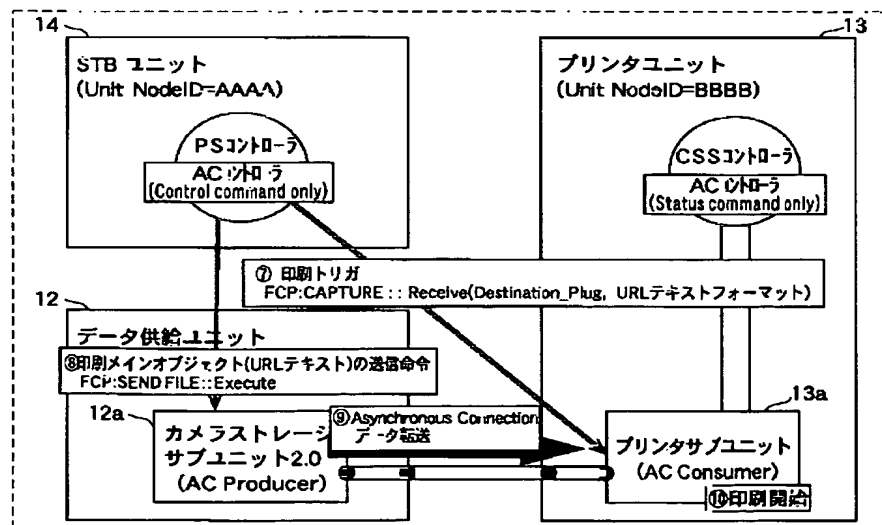 14
13
STB ユニット
(Unit NodeID=AAAA)
PSコントローラ
ACコントローラ
(Control command only)
プリンタユニット
(Unit NodeID=BBBB)
CSSコントローラ
ACコントローラ
(Status command only)
⑦ 印刷トリガ
FCP:CAPTURE : : Receive(Destination_Plug, URLテキストフォーマット)
12
データ供給ユニット
⑧印刷メインオブジェクト(URLテキスト)の送信命令
FCP:SEND FILE::Execute
12a
カメラストレージ
サブユニット2.0
(AC Producer)
⑨Asynchronous Connection
データ転送
13a
プリンタサブユニット
(AC Consumer)
⑩印刷開始